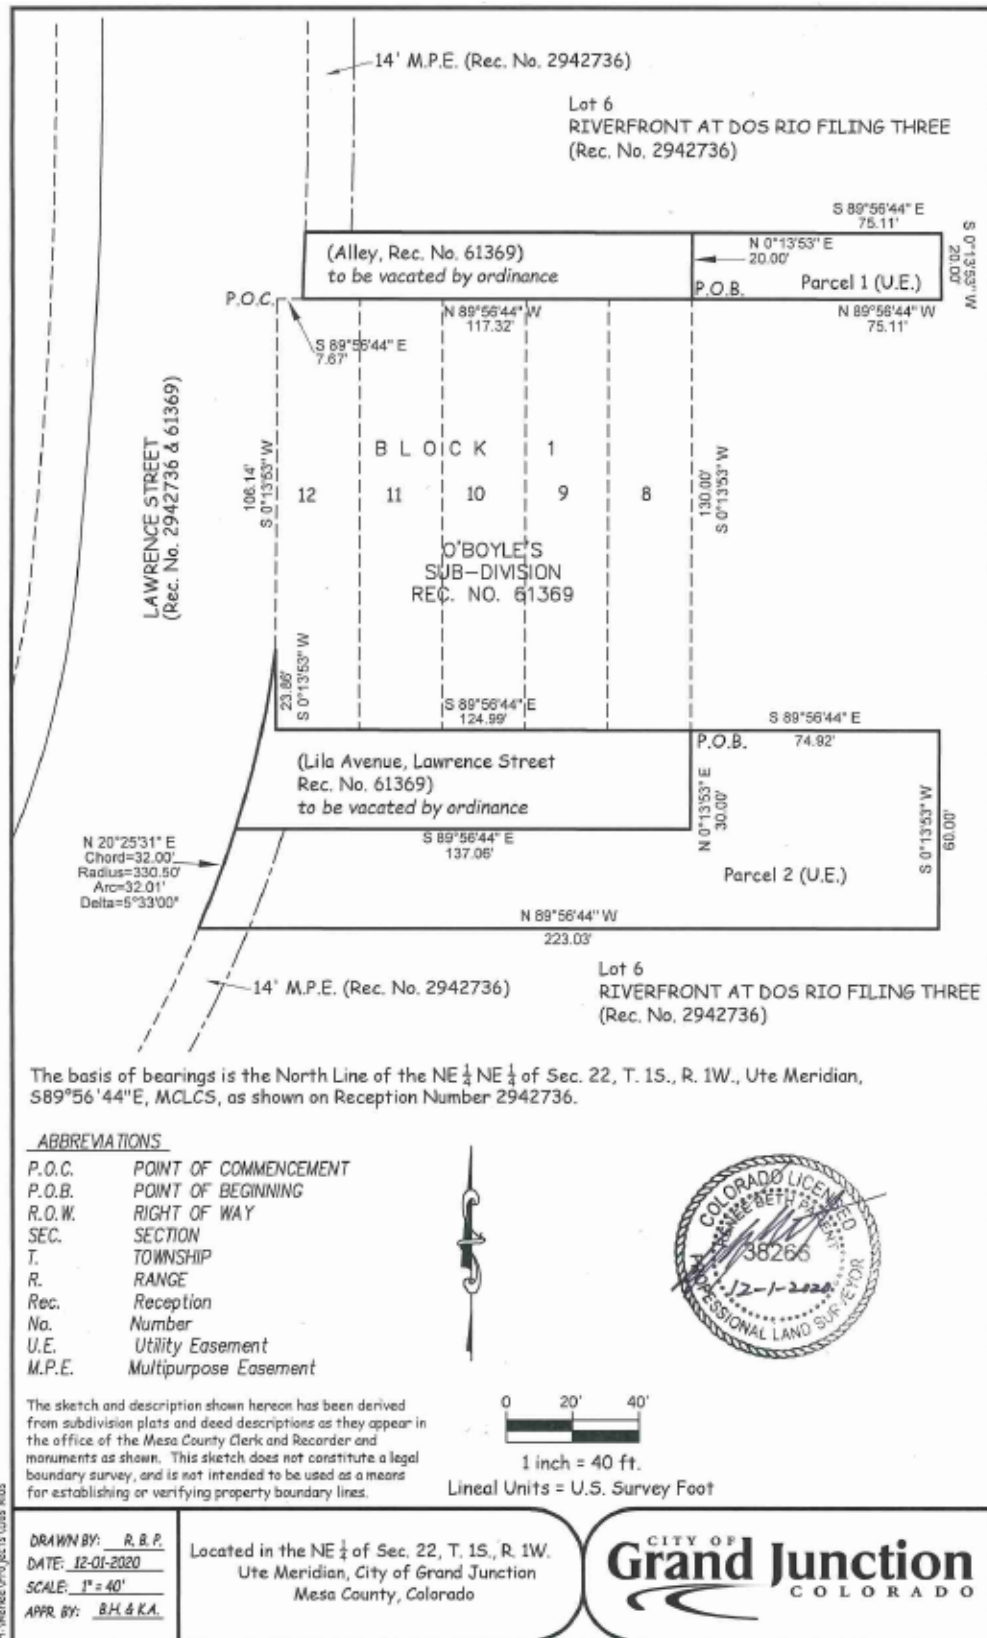 14' M.P.E. (Rec. No. 2942736)
Lot 6
RIVERFRONT AT DOS RIO FILING THREE
(Rec. No. 2942736)
S 89°56'44" E
75.11'
(Alley, Rec. No. 61369)
to be vacated by ordinance
N 0°13'53" E
20.00'
S 0°13'53" W
20.00'
P.O.B.
Parcel 1 (U.E.)
P.O.C.
N 89°56'44" W
117.32'
N 89°56'44" W
75.11'
S 89°56'44" E
7.67'
LAWRENCE STREET
(Rec. No. 2942736 & 61369)
106.14'
S 0°13'53" W
BLOCK 1
12 11 10 9 8
130.00'
S 0°13'53" W
O'BOYLE'S
SUB-DIVISION
REC. NO. 61369
23.86'
S 0°13'53" W
S 89°56'44" E
124.99'
S 89°56'44" E
74.92'
P.O.B.
(Lila Avenue, Lawrence Street
Rec. No. 61369)
to be vacated by ordinance
N 0°13'53" E
30.00'
S 0°13'53" W
60.00'
S 89°56'44" E
137.06'
N 20°25'31" E
Chord=32.00'
Radius=330.50'
Arc=32.01'
Delta=5°33'00"
Parcel 2 (U.E.)
N 89°56'44" W
223.03'
14' M.P.E. (Rec. No. 2942736)
Lot 6
RIVERFRONT AT DOS RIO FILING THREE
(Rec. No. 2942736)
The basis of bearings is the North Line of the NE 1/4 NE 1/4 of Sec. 22, T. 1S., R. 1W., Ute Meridian,
S89°56'44"E, MCLCS, as shown on Reception Number 2942736.
ABBREVIATIONS
P.O.C. POINT OF COMMENCEMENT
P.O.B. POINT OF BEGINNING
R.O.W. RIGHT OF WAY
SEC. SECTION
T. TOWNSHIP
R. RANGE
Rec. Reception
No. Number
U.E. Utility Easement
M.P.E. Multipurpose Easement
COLORADO LICENSED
RENEE BETH PARENT
38266
12-1-2020
PROFESSIONAL LAND SURVEYOR
The sketch and description shown hereon has been derived
from subdivision plats and deed descriptions as they appear in
the office of the Mesa County Clerk and Recorder and
monuments as shown. This sketch does not constitute a legal
boundary survey, and is not intended to be used as a means
for establishing or verifying property boundary lines.
0 20' 40'
1 inch = 40 ft.
Lineal Units = U.S. Survey Foot
DRAWN BY: R.B.P.
DATE: 12-01-2020
SCALE: 1" = 40'
APPR. BY: B.H. & K.A.
Located in the NE 1/4 of Sec. 22, T. 1S., R. 1W.
Ute Meridian, City of Grand Junction
Mesa County, Colorado
CITY OF
Grand Junction
COLORADO